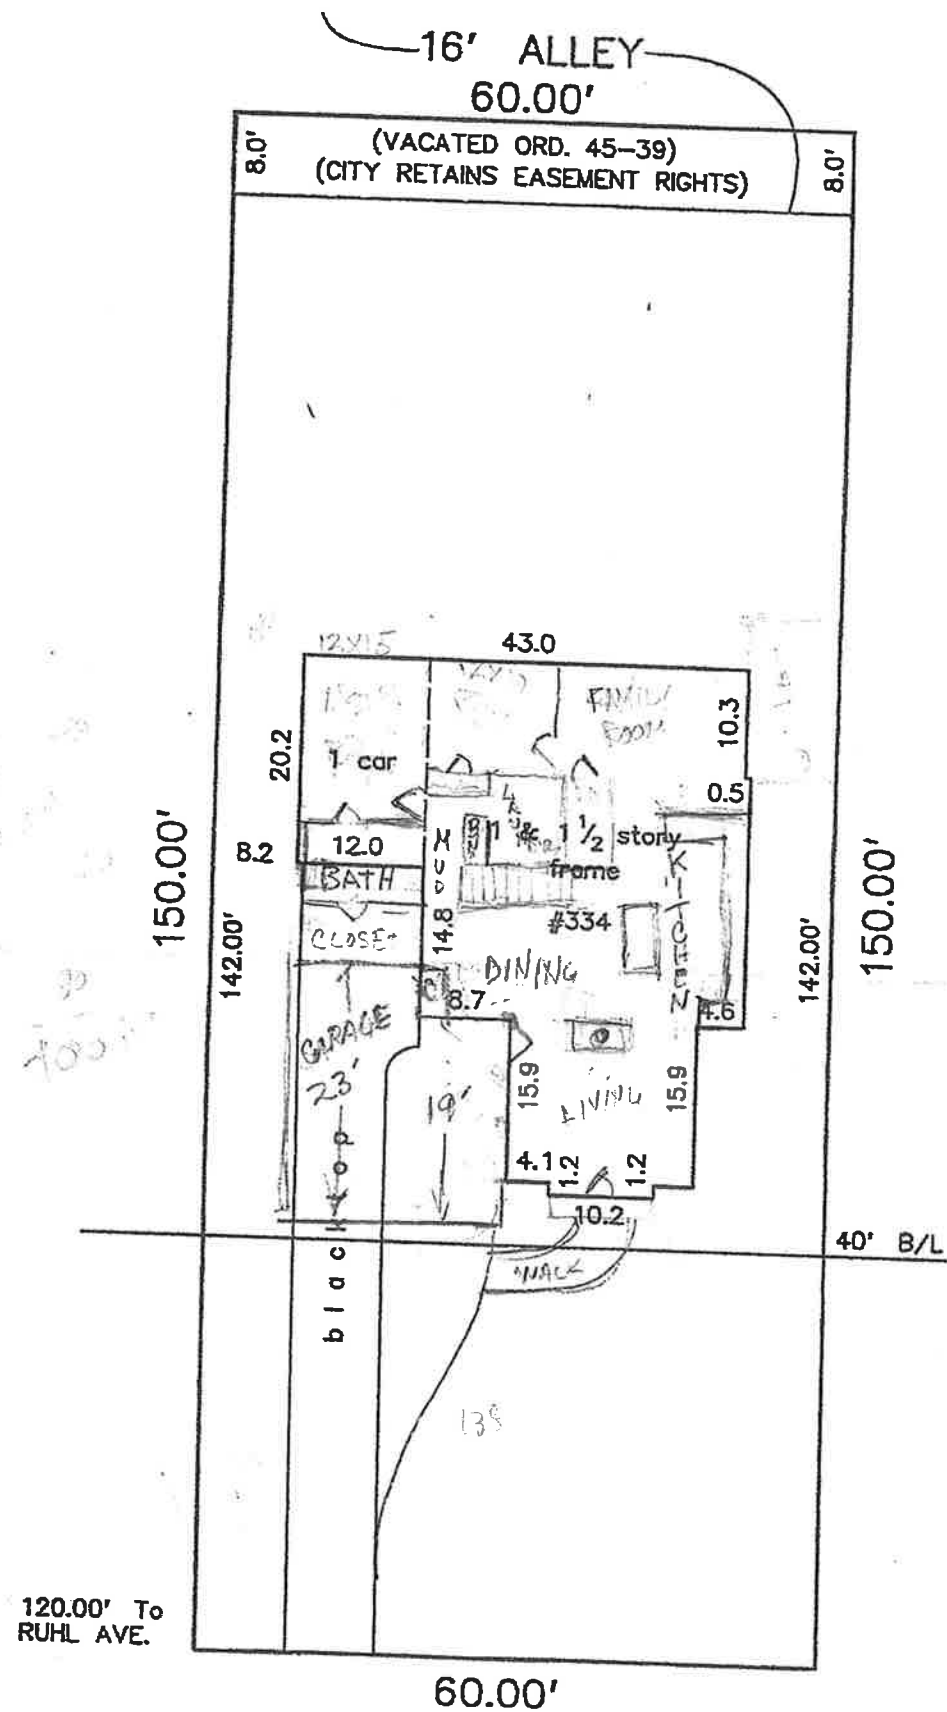 16' ALLEY
60.00'
8.0'
(VACATED ORD. 45-39)
(CITY RETAINS EASEMENT RIGHTS)
8.0'
12X15
43.0
FAMILY
ROOM
10.3
20.2
1 car
0.5
150.00'
8.2
12.0
MUD
1 & 1 1/2 story
frame
KITCHEN
150.00'
BATH
#334
14.8
142.00'
CLOSET
DINING
142.00'
8.7
4.6
GARAGE
23'
15.9
15.9
19'
LIVING
4.1
1.2
1.2
10.2
40' B/L
blacktop
WALK
138
120.00' To
RUHL AVE.
60.00'